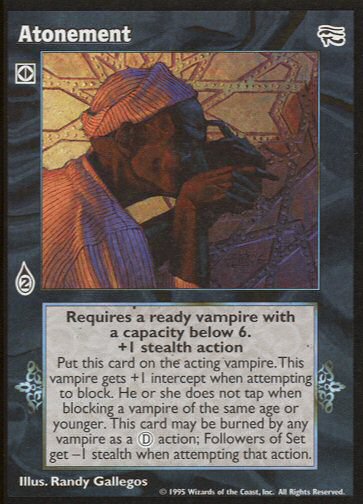 Atonement
2
Requires a ready vampire with
a capacity below 6.
+1 stealth action
Put this card on the acting vampire. This
vampire gets +1 intercept when attempting
to block. He or she does not tap when
blocking a vampire of the same age or
younger. This card may be burned by any
vampire as a D action; Followers of Set
get –1 stealth when attempting that action.
Illus. Randy Gallegos
© 1995 Wizards of the Coast, Inc. All Rights Reserved.